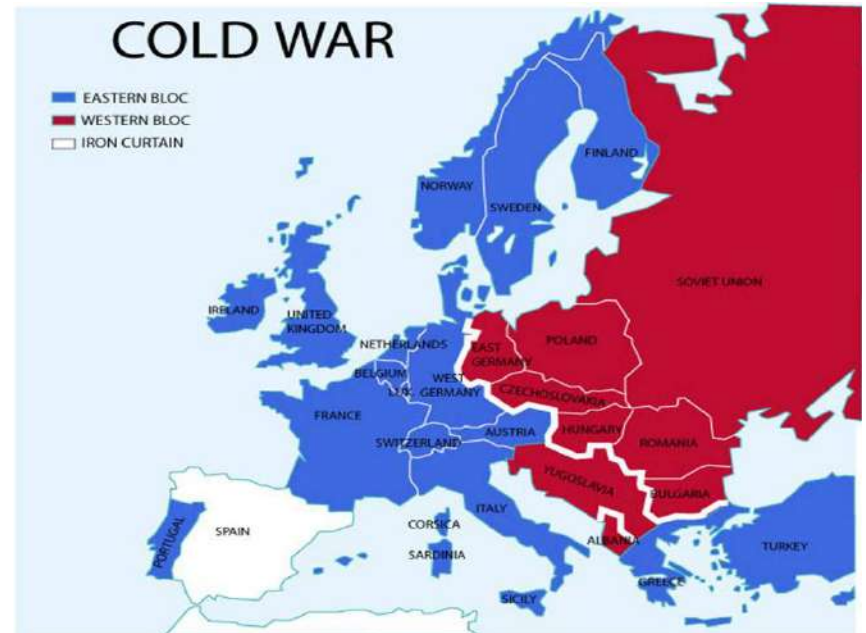 COLD WAR
EASTERN BLOC
WESTERN BLOC
IRON CURTAIN
FINLAND
NORWAY
SWEDEN
SOVIET UNION
IRELAND
UNITED
KINGDOM
NETHERLANDS
EAST
GERMANY
POLAND
BELGIUM
WEST
GERMANY
LUX.
CZECHOSLOVAKIA
FRANCE
AUSTRIA
HUNGARY
SWITZERLAND
ROMANIA
YUGOSLAVIA
BULGARIA
ITALY
PORTUGAL
SPAIN
CORSICA
ALBANIA
TURKEY
SARDINIA
GREECE
SICILY